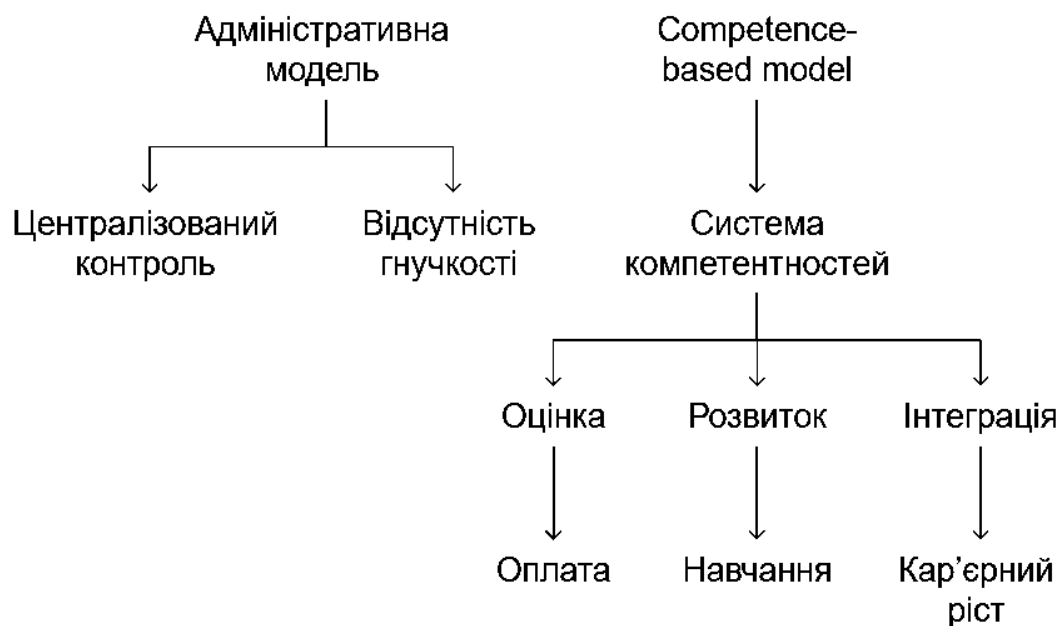 Адміністративна
модель
Competence-
based model
Централізований
контроль
Відсутність
гнучкості
Система
компетентностей
Оцінка
Розвиток
Інтеграція
Оплата
Навчання
Кар’єрний
ріст